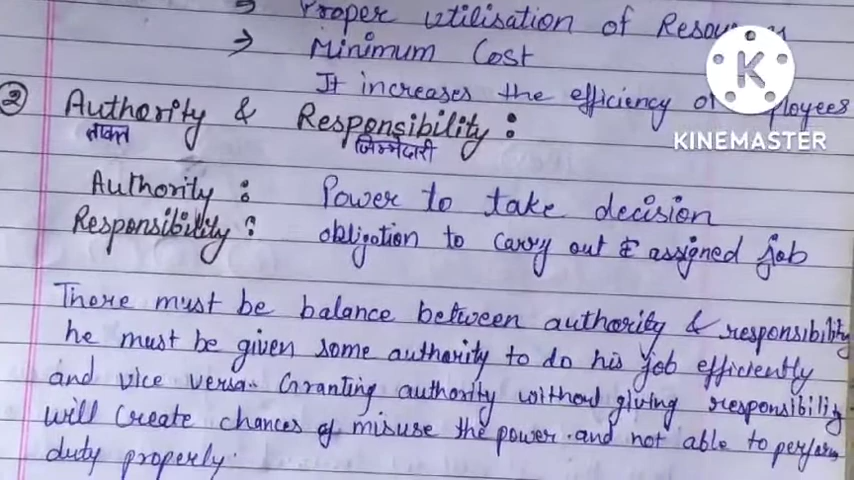 → Proper utilisation of Resources
→ Minimum Cost
It increases the efficiency of employees
② Authority & Responsibility :
ताकत जिम्मेदारी
Authority : Power to take decision
Responsibility : obligation to carry out assigned job
There must be balance between authority & responsibility
he must be given some authority to do his job efficiently
and vice versa. Granting authority without giving responsibility
will create chances of misuse the power and not able to perform
duty properly.
K
KINEMASTER